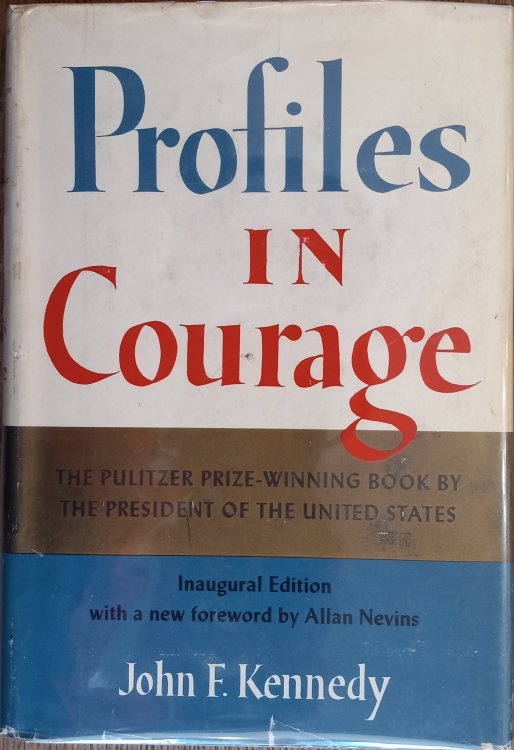 Profiles
IN
Courage
THE PULITZER PRIZE-WINNING BOOK BY
THE PRESIDENT OF THE UNITED STATES
Inaugural Edition
with a new foreword by Allan Nevins
John F. Kennedy